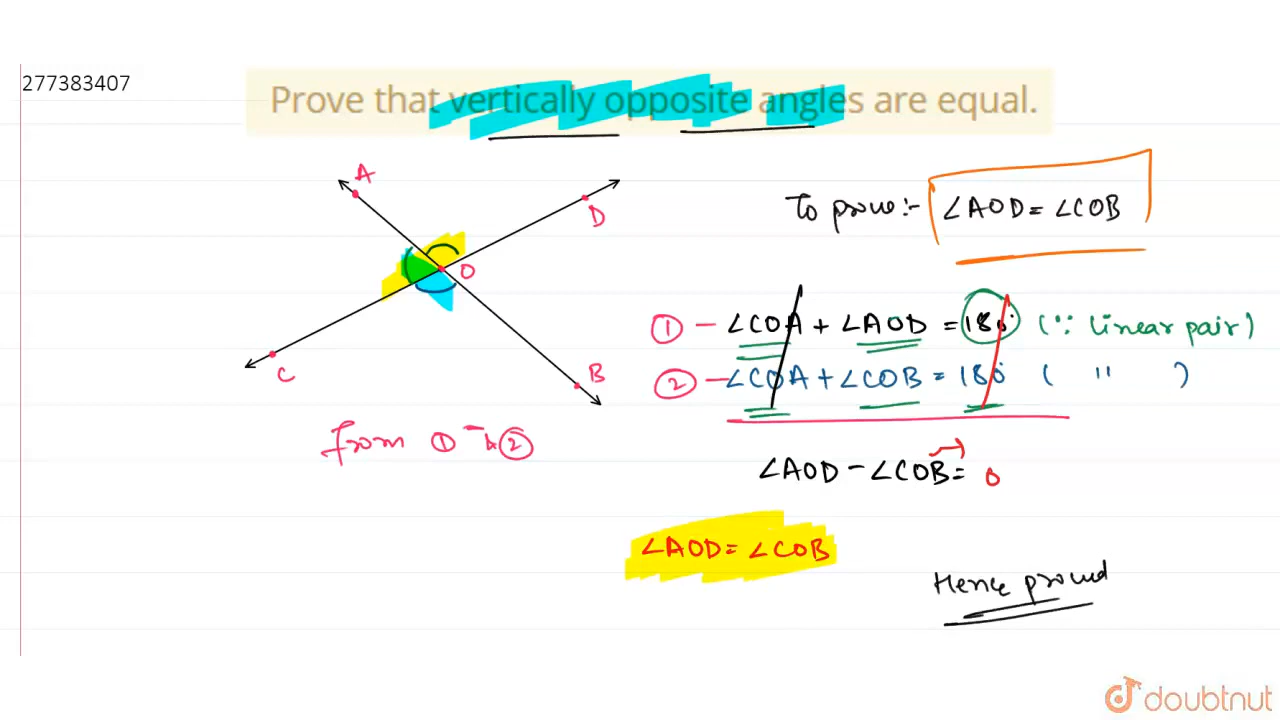 277383407
Prove that vertically opposite angles are equal.
A
D
O
C
B
To prove:- ∠AOD = ∠COB
① - ∠COA + ∠AOD = 180° (∵ linear pair)
② - ∠COA + ∠COB = 180° ( " )
from ① - & ②
∠AOD - ∠COB = 0
∠AOD = ∠COB
Hence proved
doubtnut